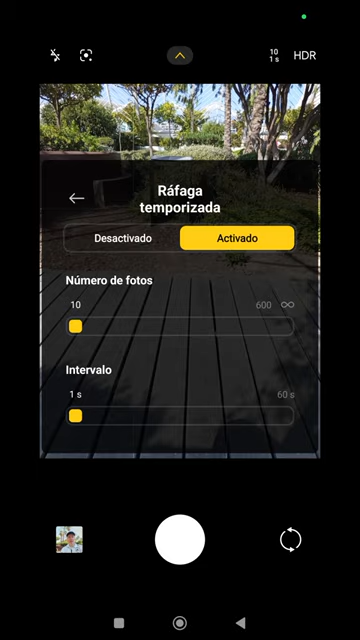 10
1 s
HDR
Ráfaga
temporizada
Desactivado Activado
Número de fotos
10 600 ∞
Intervalo
1 s 60 s